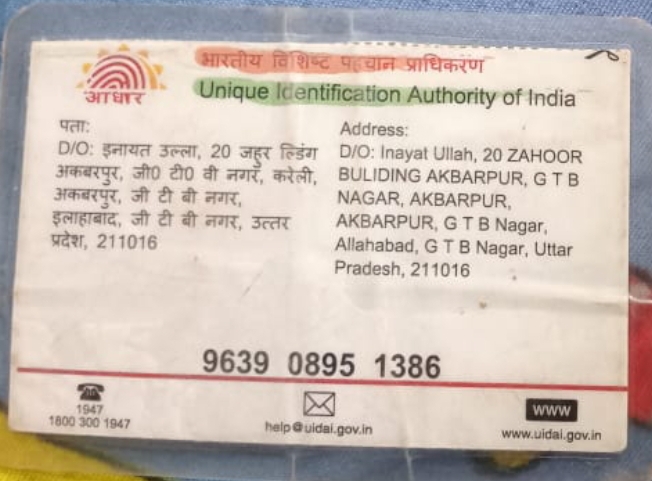 भारतीय विशिष्ट पहचान प्राधिकरण
Unique Identification Authority of India
आधार
पता:
D/O: इनायत उल्ला, 20 जहुर ल्डिंग
अकबरपुर, जी0 टी0 वी नगर, करेली,
अकबरपुर, जी टी बी नगर,
इलाहाबाद, जी टी बी नगर, उत्तर
प्रदेश, 211016
Address:
D/O: Inayat Ullah, 20 ZAHOOR
BULIDING AKBARPUR, G T B
NAGAR, AKBARPUR,
AKBARPUR, G T B Nagar,
Allahabad, G T B Nagar, Uttar
Pradesh, 211016
9639 0895 1386
1947
1800 300 1947
help@uidai.gov.in
www
www.uidai.gov.in